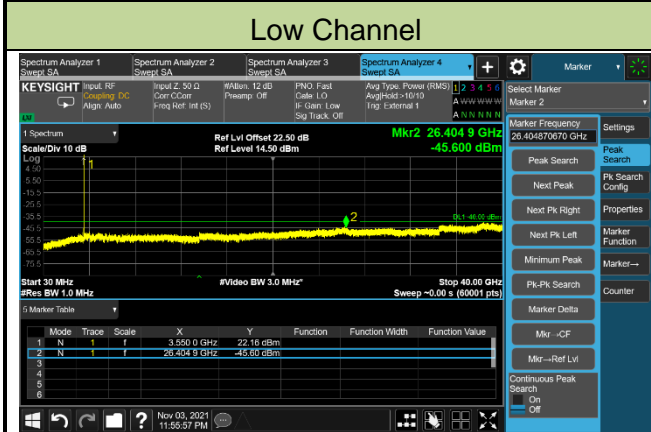 Low Channel
Spectrum Analyzer 1
Swept SA
Spectrum Analyzer 2
Swept SA
Spectrum Analyzer 3
Swept SA
Spectrum Analyzer 4
Swept SA
Marker
KEYSIGHT
Input: RF
Coupling: DC
Align: Auto
Input Z: 50 Ω
Corr CCorr
Freq Ref: Int (S)
#Atten: 12 dB
Preamp: Off
PNO: Fast
Gate: LO
IF Gain: Low
Sig Track: Off
Avg Type: Power (RMS)
Avg|Hold:>10/10
Trig: External 1
1 2 3 4 5 6
A W W W W W
A N N N N N
LXI
Select Marker
Marker 2
Marker Frequency
26.404870670 GHz
Settings
Peak Search
Next Peak
Next Pk Right
Next Pk Left
Minimum Peak
Pk-Pk Search
Marker Delta
Mkr→CF
Mkr→Ref Lvl
Continuous Peak
Search
On
Off
Peak
Search
Pk Search
Config
Properties
Marker
Function
Marker→
Counter
1 Spectrum
Scale/Div 10 dB
Ref Lvl Offset 22.50 dB
Ref Level 14.50 dBm
Mkr2 26.404 9 GHz
-45.600 dBm
Log
4.50
-5.50
-15.5
-25.5
-35.5
-45.5
-55.5
-65.5
-75.5
1
2
DL1 -40.00 dBm
Start 30 MHz
#Res BW 1.0 MHz
#Video BW 3.0 MHz*
Stop 40.00 GHz
Sweep ~0.00 s (60001 pts)
5 Marker Table
Mode Trace Scale X Y Function Function Width Function Value
1 N 1 f 3.550 0 GHz 22.16 dBm
2 N 1 f 26.404 9 GHz -45.60 dBm
3
4
5
6
?
Nov 03, 2021
11:55:57 PM